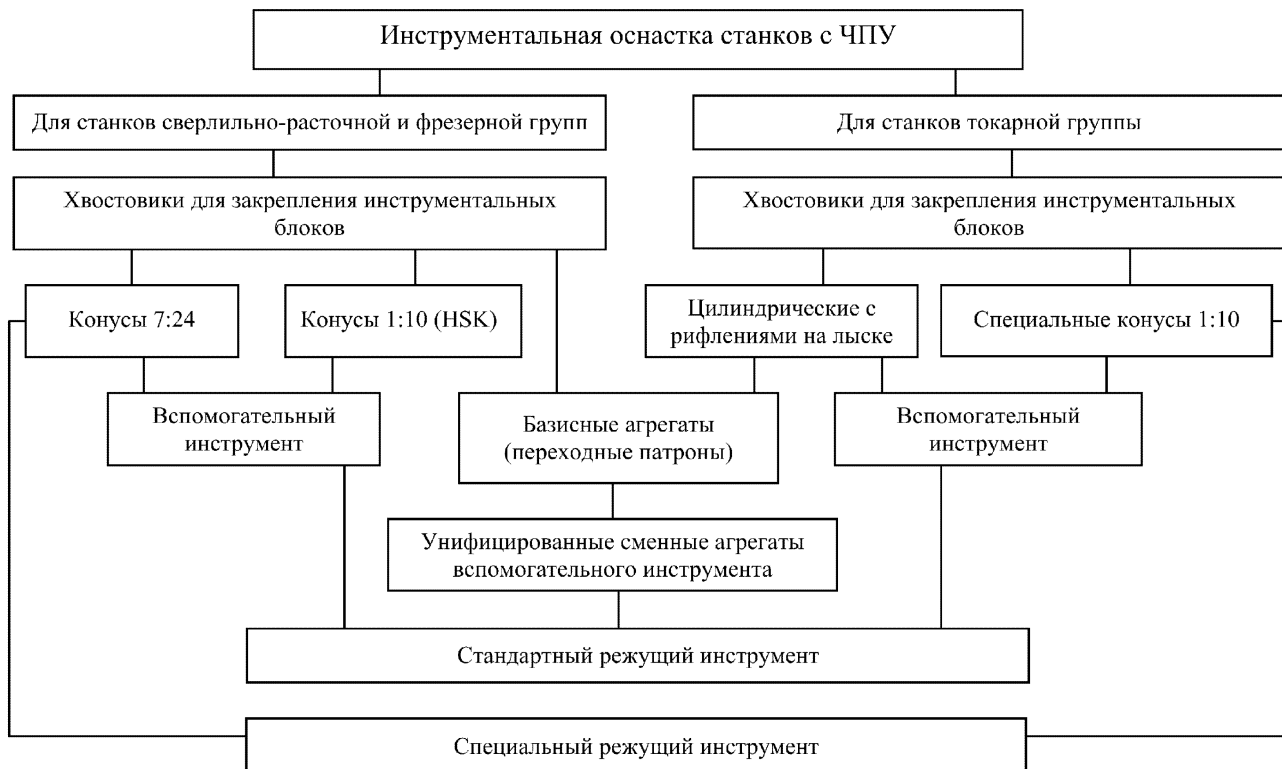 Инструментальная оснастка станков с ЧПУ
Для станков сверлильно-расточной и фрезерной групп
Для станков токарной группы
Хвостовики для закрепления инструментальных
блоков
Хвостовики для закрепления инструментальных
блоков
Конусы 7:24
Конусы 1:10 (HSK)
Цилиндрические с
рифлениями на лыске
Специальные конусы 1:10
Вспомогательный
инструмент
Базисные агрегаты
(переходные патроны)
Вспомогательный
инструмент
Унифицированные сменные агрегаты
вспомогательного инструмента
Стандартный режущий инструмент
Специальный режущий инструмент